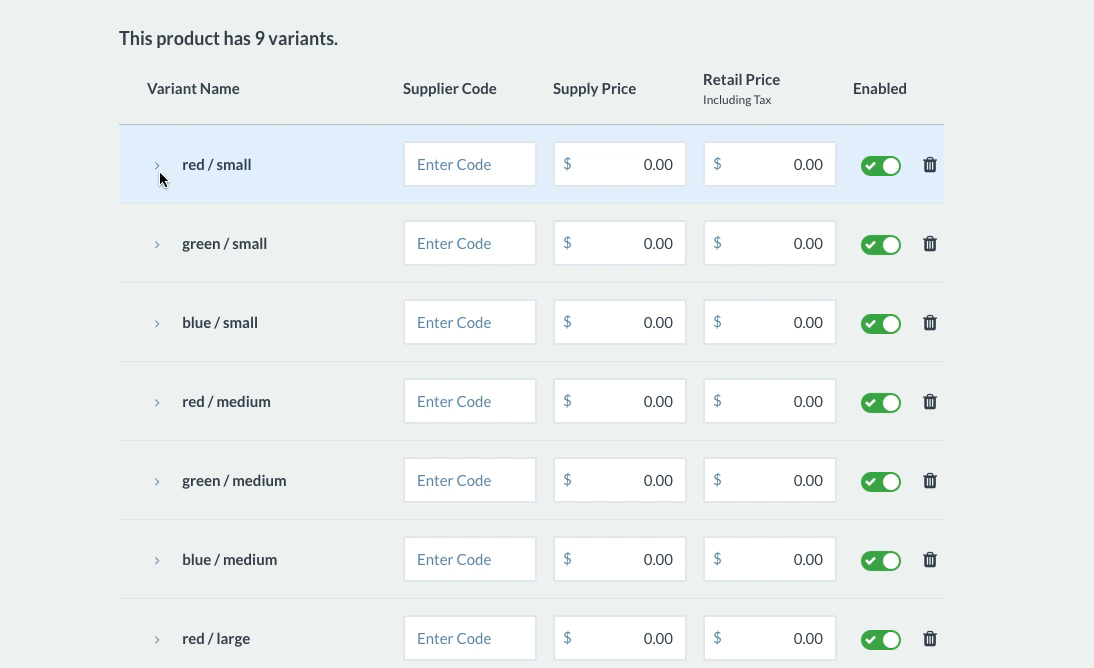 This product has 9 variants.
Variant Name Supplier Code Supply Price Retail Price Including Tax Enabled
red / small Enter Code $ 0.00 $ 0.00
green / small Enter Code $ 0.00 $ 0.00
blue / small Enter Code $ 0.00 $ 0.00
red / medium Enter Code $ 0.00 $ 0.00
green / medium Enter Code $ 0.00 $ 0.00
blue / medium Enter Code $ 0.00 $ 0.00
red / large Enter Code $ 0.00 $ 0.00